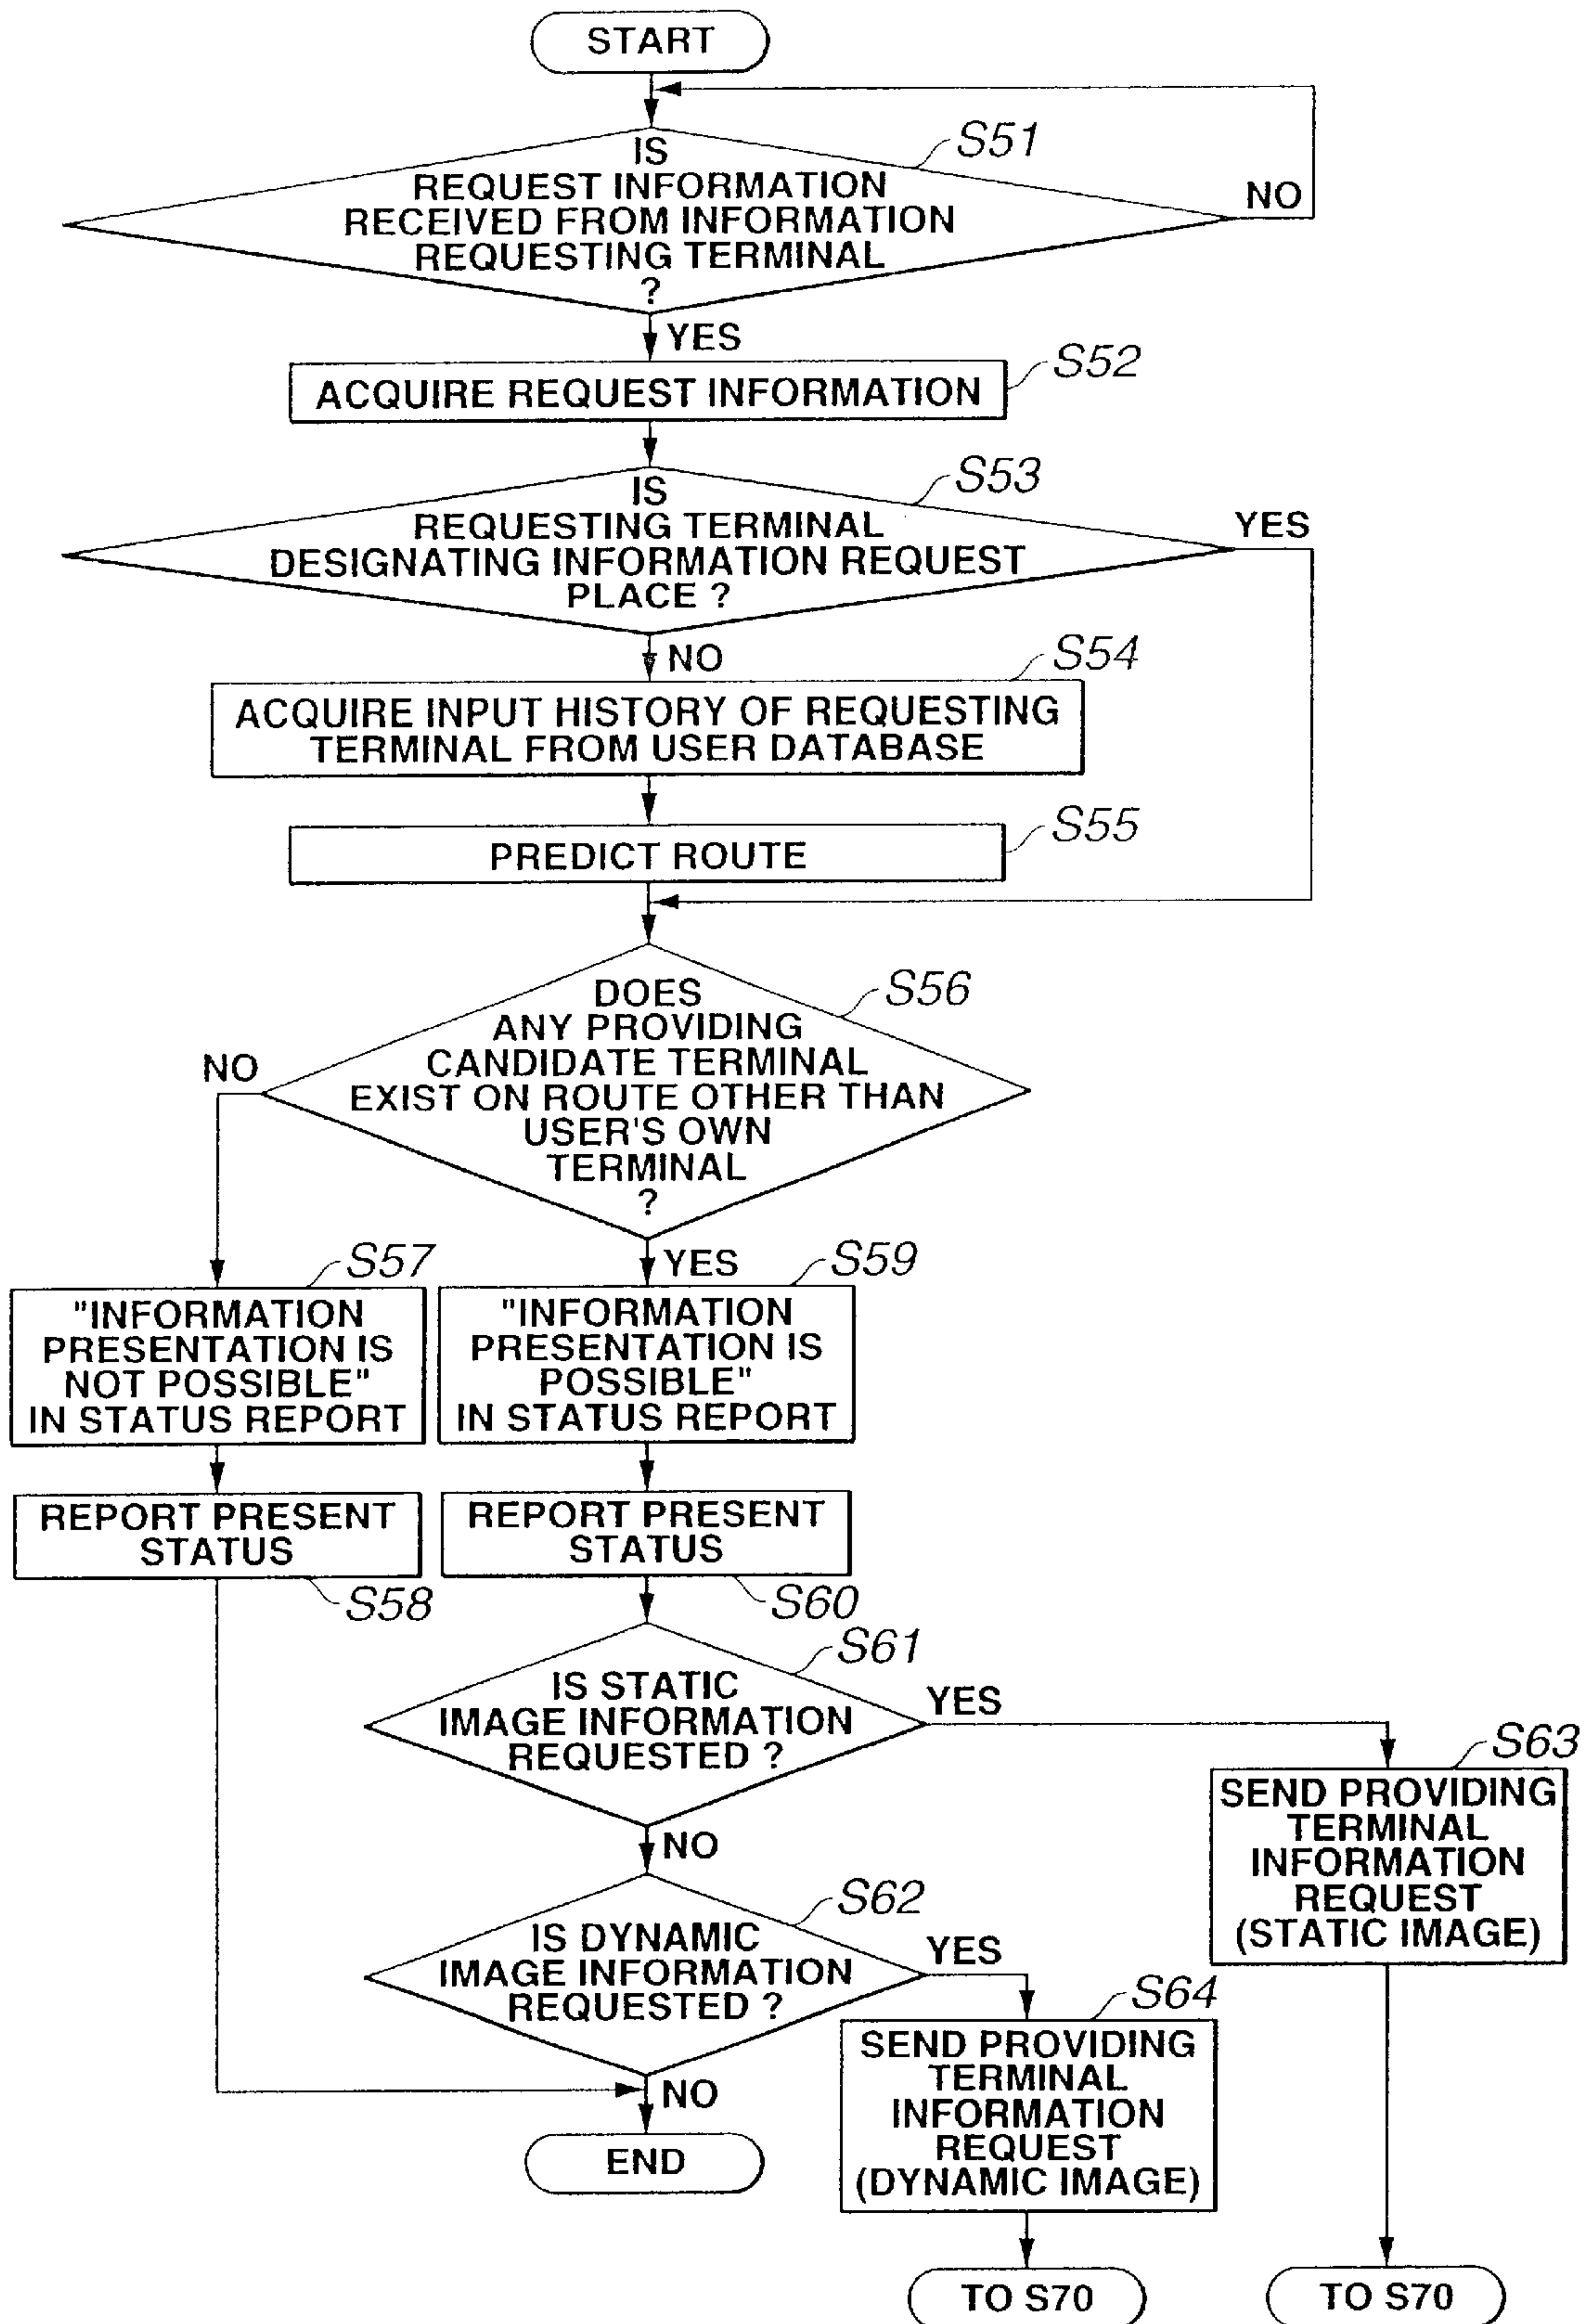 START
S51
IS
REQUEST INFORMATION
RECEIVED FROM INFORMATION
REQUESTING TERMINAL
?
NO
YES
S52
ACQUIRE REQUEST INFORMATION
S53
IS
REQUESTING TERMINAL
DESIGNATING INFORMATION REQUEST
PLACE ?
YES
NO
S54
ACQUIRE INPUT HISTORY OF REQUESTING
TERMINAL FROM USER DATABASE
S55
PREDICT ROUTE
S56
DOES
ANY PROVIDING
CANDIDATE TERMINAL
EXIST ON ROUTE OTHER THAN
USER'S OWN
TERMINAL
?
NO
YES
S57
"INFORMATION
PRESENTATION IS
NOT POSSIBLE"
IN STATUS REPORT
S59
"INFORMATION
PRESENTATION IS
POSSIBLE"
IN STATUS REPORT
REPORT PRESENT
STATUS
S58
REPORT PRESENT
STATUS
S60
S61
IS STATIC
IMAGE INFORMATION
REQUESTED ?
YES
NO
S63
SEND PROVIDING
TERMINAL
INFORMATION
REQUEST
(STATIC IMAGE)
S62
IS DYNAMIC
IMAGE INFORMATION
REQUESTED ?
YES
NO
S64
SEND PROVIDING
TERMINAL
INFORMATION
REQUEST
(DYNAMIC IMAGE)
END
TO S70
TO S70